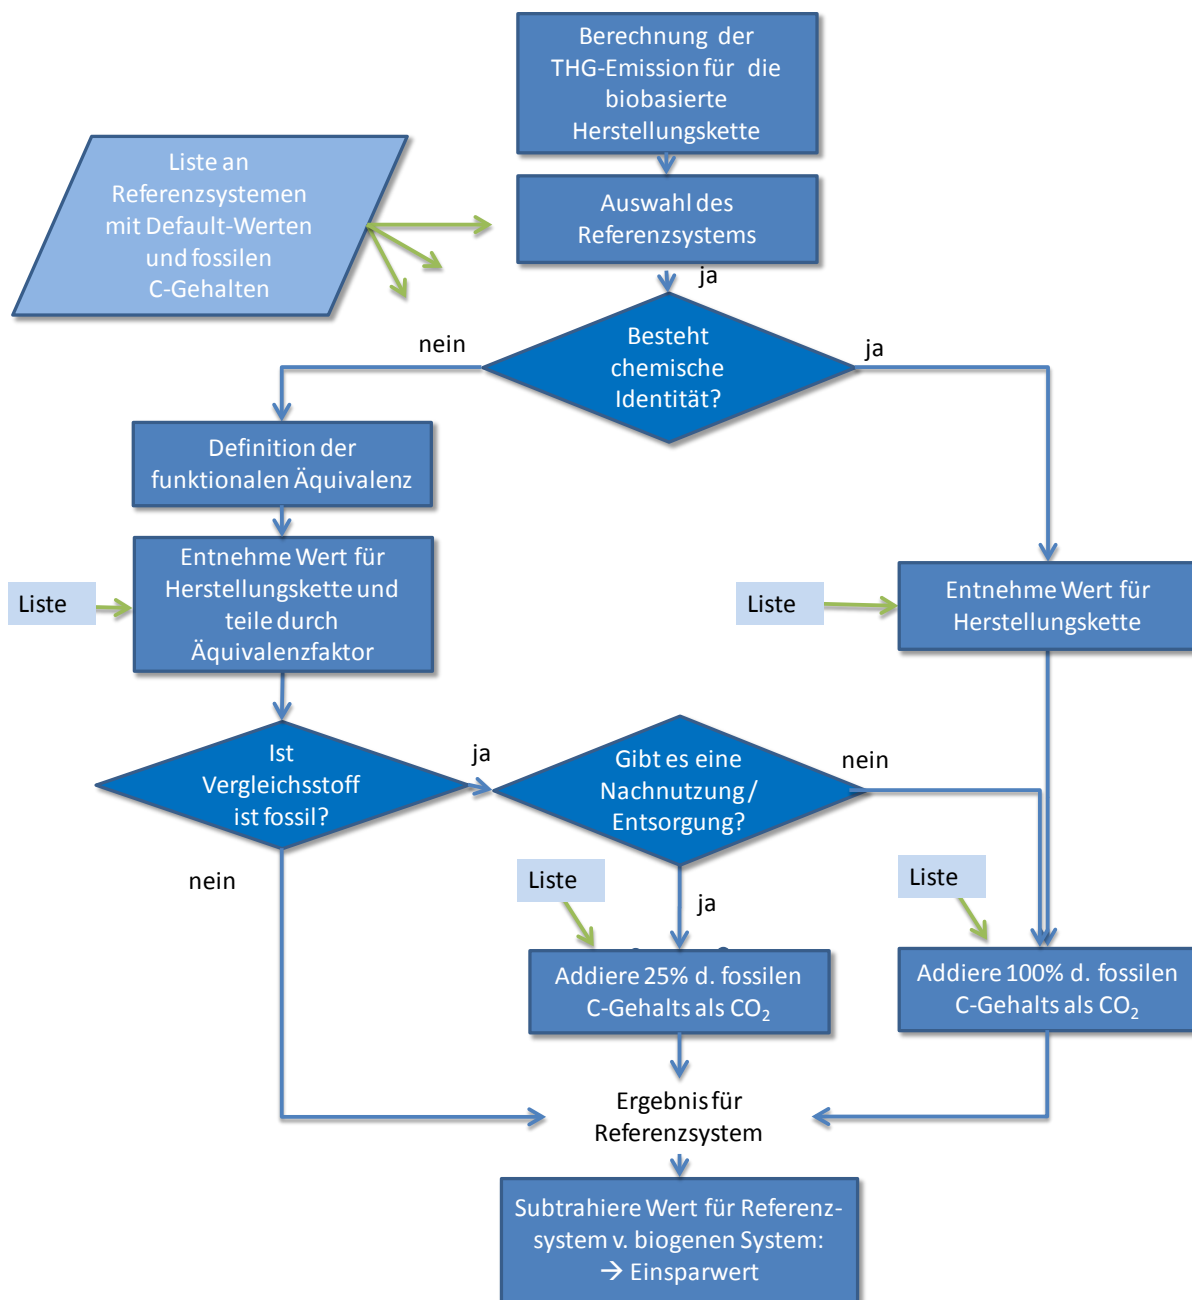 Berechnung der
THG-Emission für die
biobasierte
Herstellungskette
Liste an
Referenzsystemen
mit Default-Werten
und fossilen
C-Gehalten
Auswahl des
Referenzsystems
ja
Besteht
chemische
Identität?
nein
ja
Definition der
funktionalen Äquivalenz
Entnehme Wert für
Herstellungskette und
teile durch
Äquivalenzfaktor
Liste
Liste
Entnehme Wert für
Herstellungskette
Ist
Vergleichsstoff
ist fossil?
ja
Gibt es eine
Nachnutzung/
Entsorgung?
nein
nein
Liste
ja
Liste
Addiere 25% d. fossilen
C-Gehalts als CO₂
Addiere 100% d. fossilen
C-Gehalts als CO₂
Ergebnis für
Referenzsystem
Subtrahiere Wert für Referenz-
system v. biogenen System:
→ Einsparwert